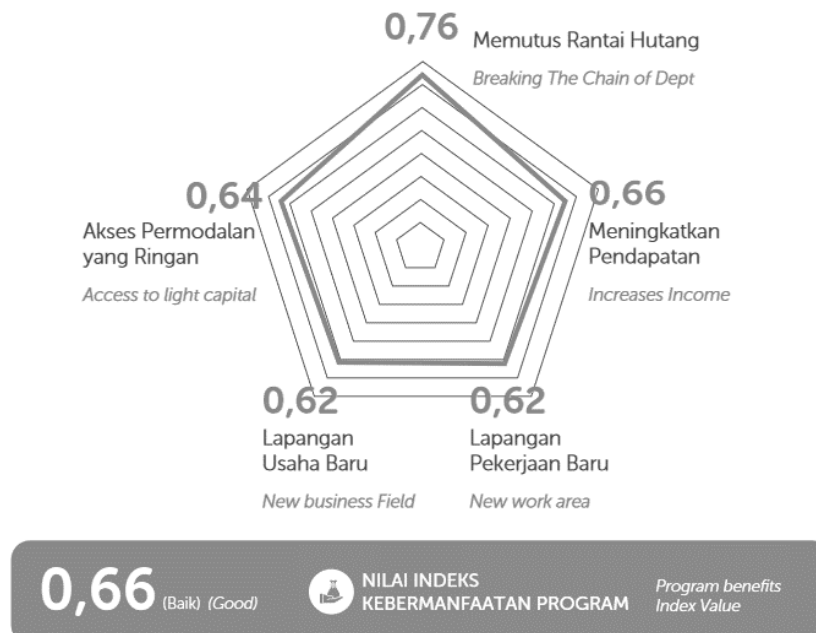 0,76
Memutus Rantai Hutang
Breaking The Chain of Dept
0,64
Akses Permodalan
yang Ringan
Access to light capital
0,66
Meningkatkan
Pendapatan
Increases Income
0,62
Lapangan
Usaha Baru
New business Field
0,62
Lapangan
Pekerjaan Baru
New work area
0,66 (Baik) (Good)
NILAI INDEKS
KEBERMANFAATAN PROGRAM
Program benefits
Index Value